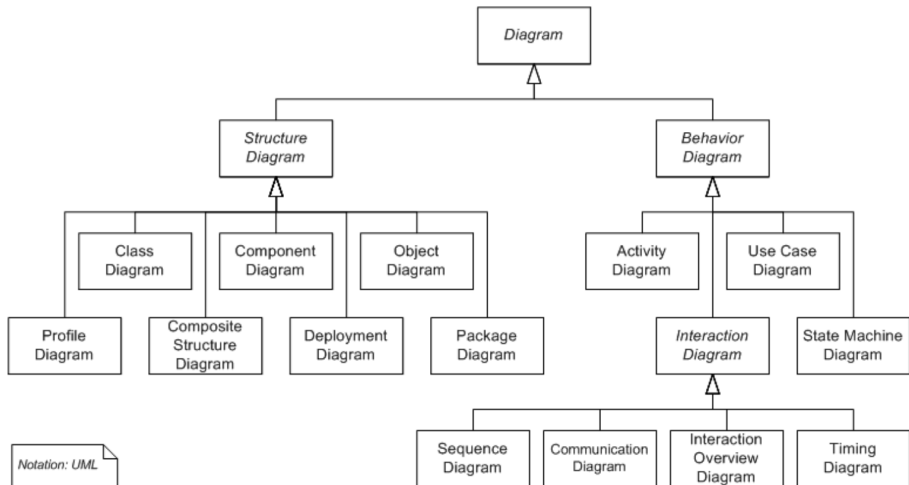 Diagram
Structure
Diagram
Behavior
Diagram
Class
Diagram
Component
Diagram
Object
Diagram
Activity
Diagram
Use Case
Diagram
Profile
Diagram
Composite
Structure
Diagram
Deployment
Diagram
Package
Diagram
Interaction
Diagram
State Machine
Diagram
Sequence
Diagram
Communication
Diagram
Interaction
Overview
Diagram
Timing
Diagram
Notation: UML